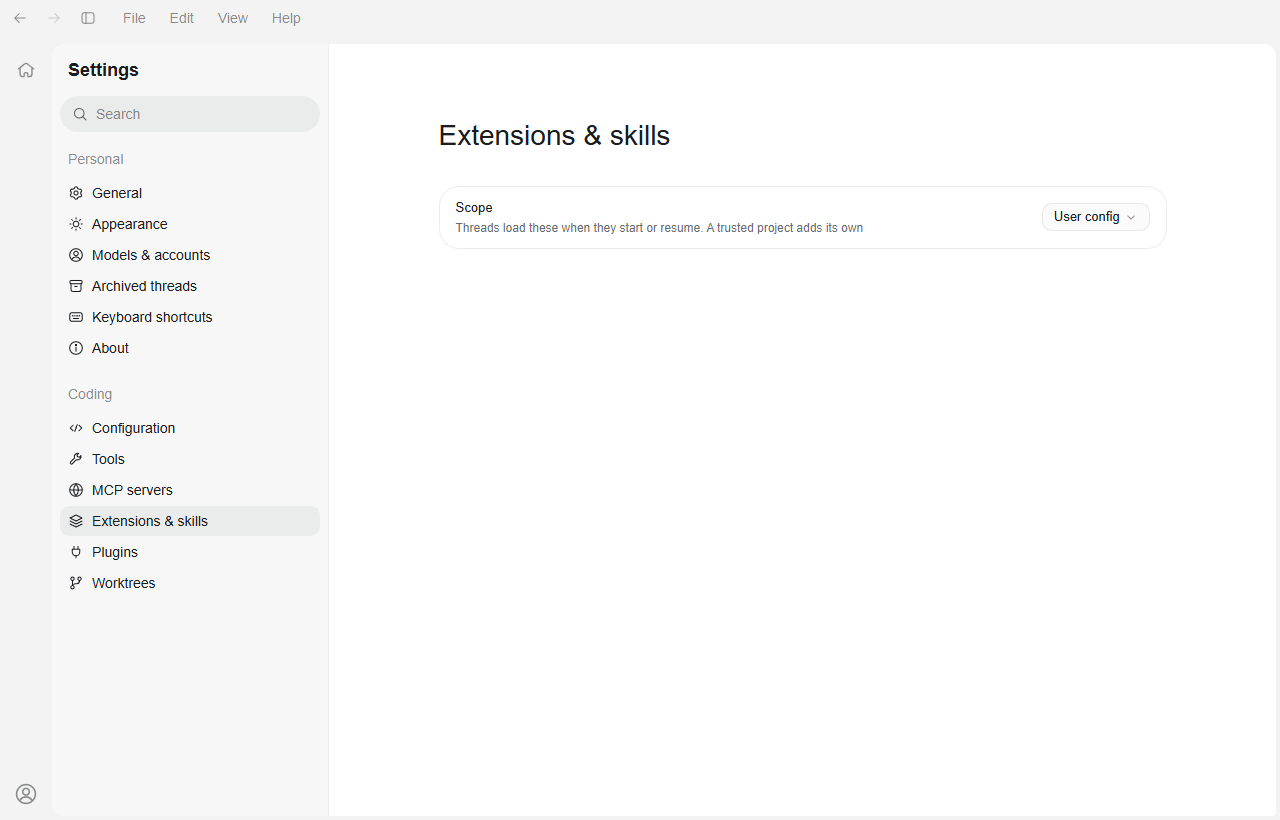 File Edit View Help
Settings
Search
Personal
General
Appearance
Models & accounts
Archived threads
Keyboard shortcuts
About
Coding
Configuration
Tools
MCP servers
Extensions & skills
Plugins
Worktrees
Extensions & skills
Scope
Threads load these when they start or resume. A trusted project adds its own
User config